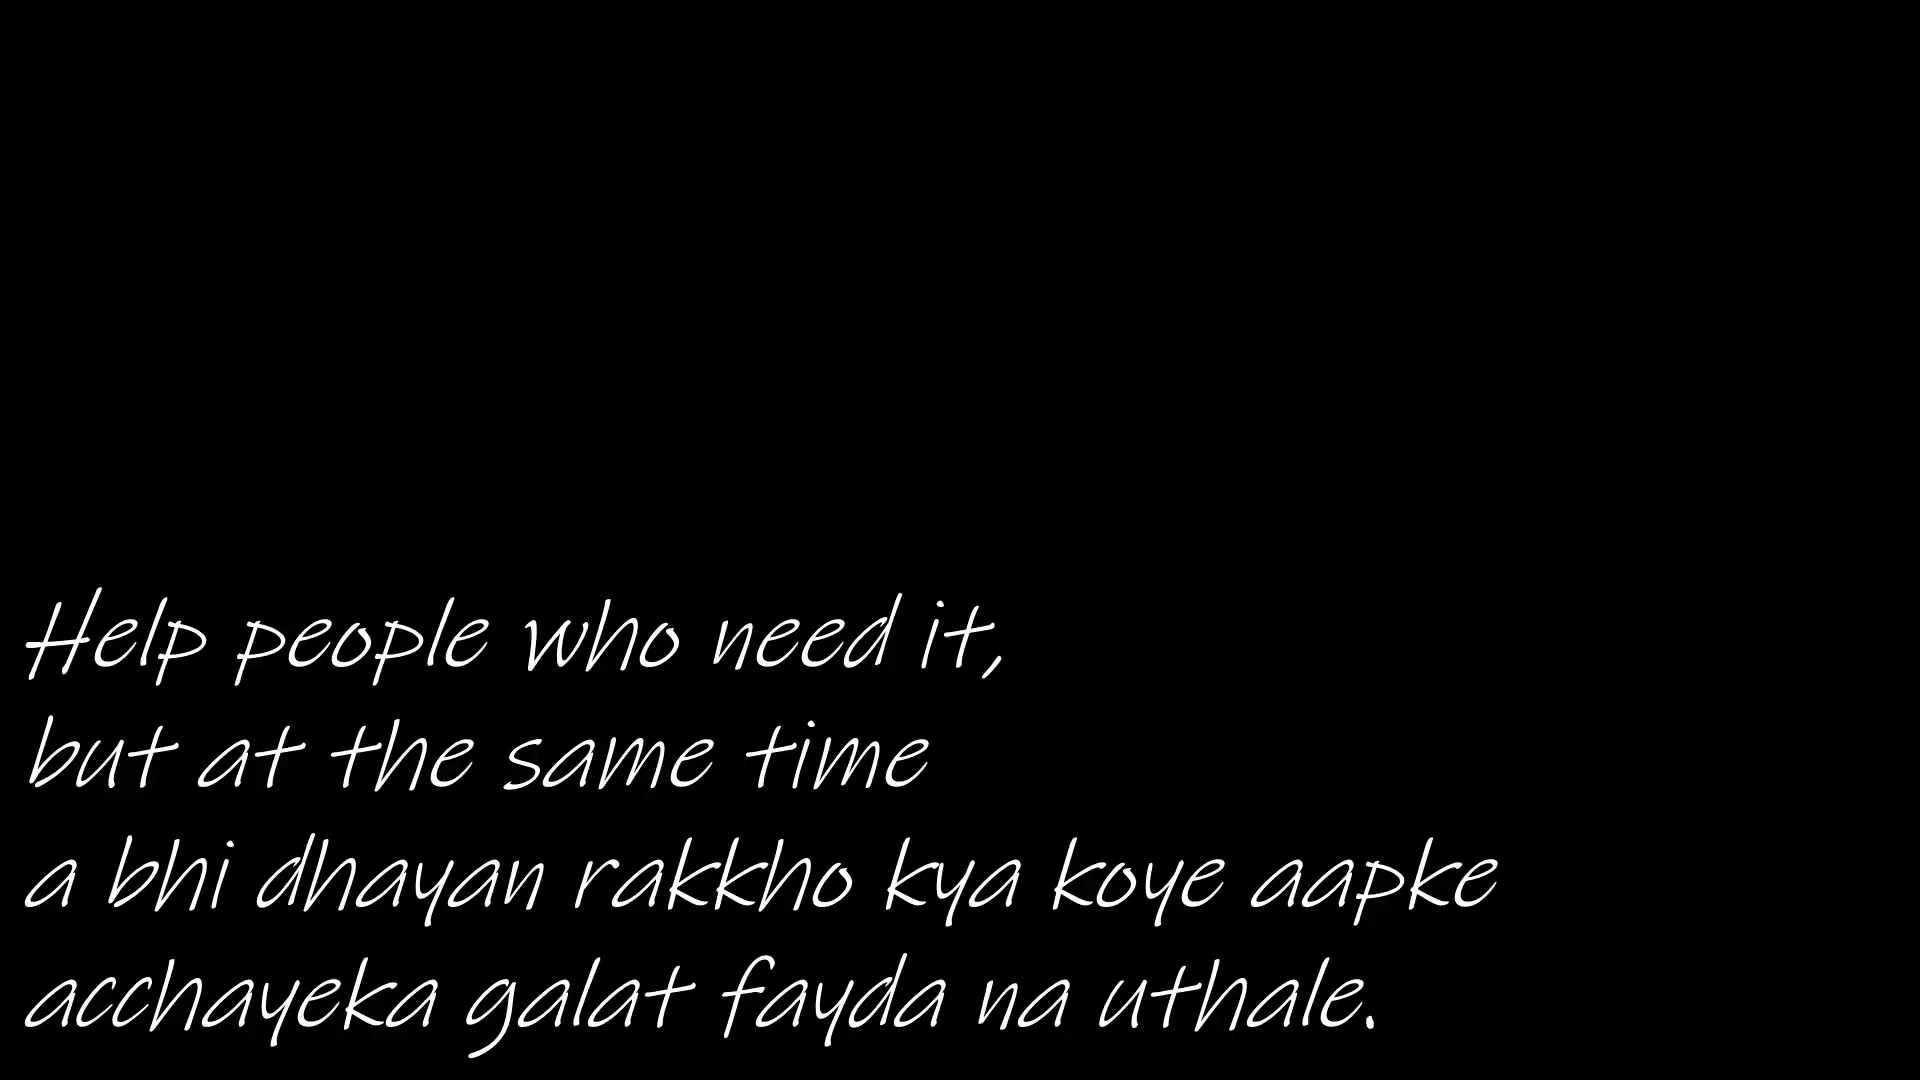 Help people who need it,
but at the same time
a bhi dhayan rakkho kya koye aapke
acchayeka galat fayda na uthale.